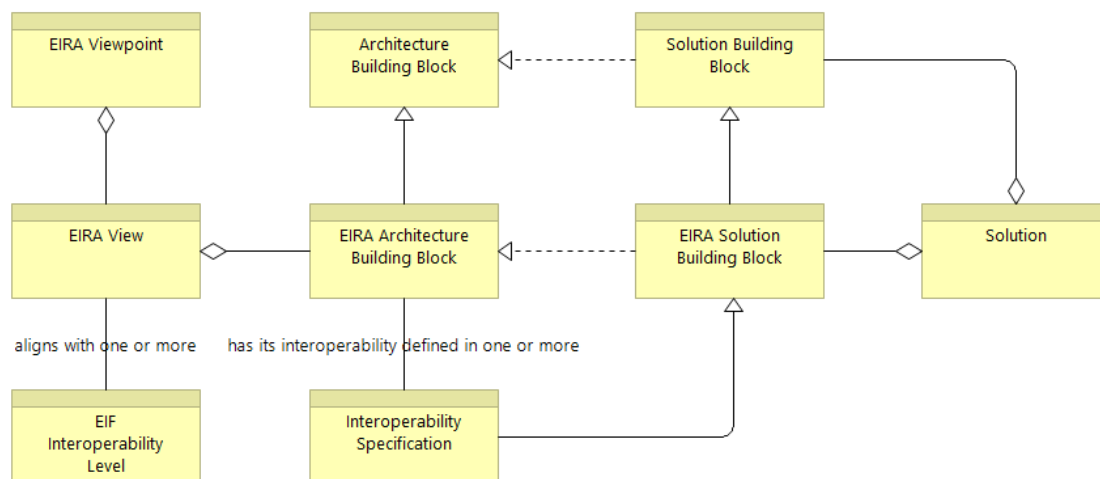 EIRA Viewpoint
Architecture
Building Block
Solution Building
Block
EIRA View
EIRA Architecture
Building Block
EIRA Solution
Building Block
Solution
aligns with one or more
has its interoperability defined in one or more
EIF
Interoperability
Level
Interoperability
Specification